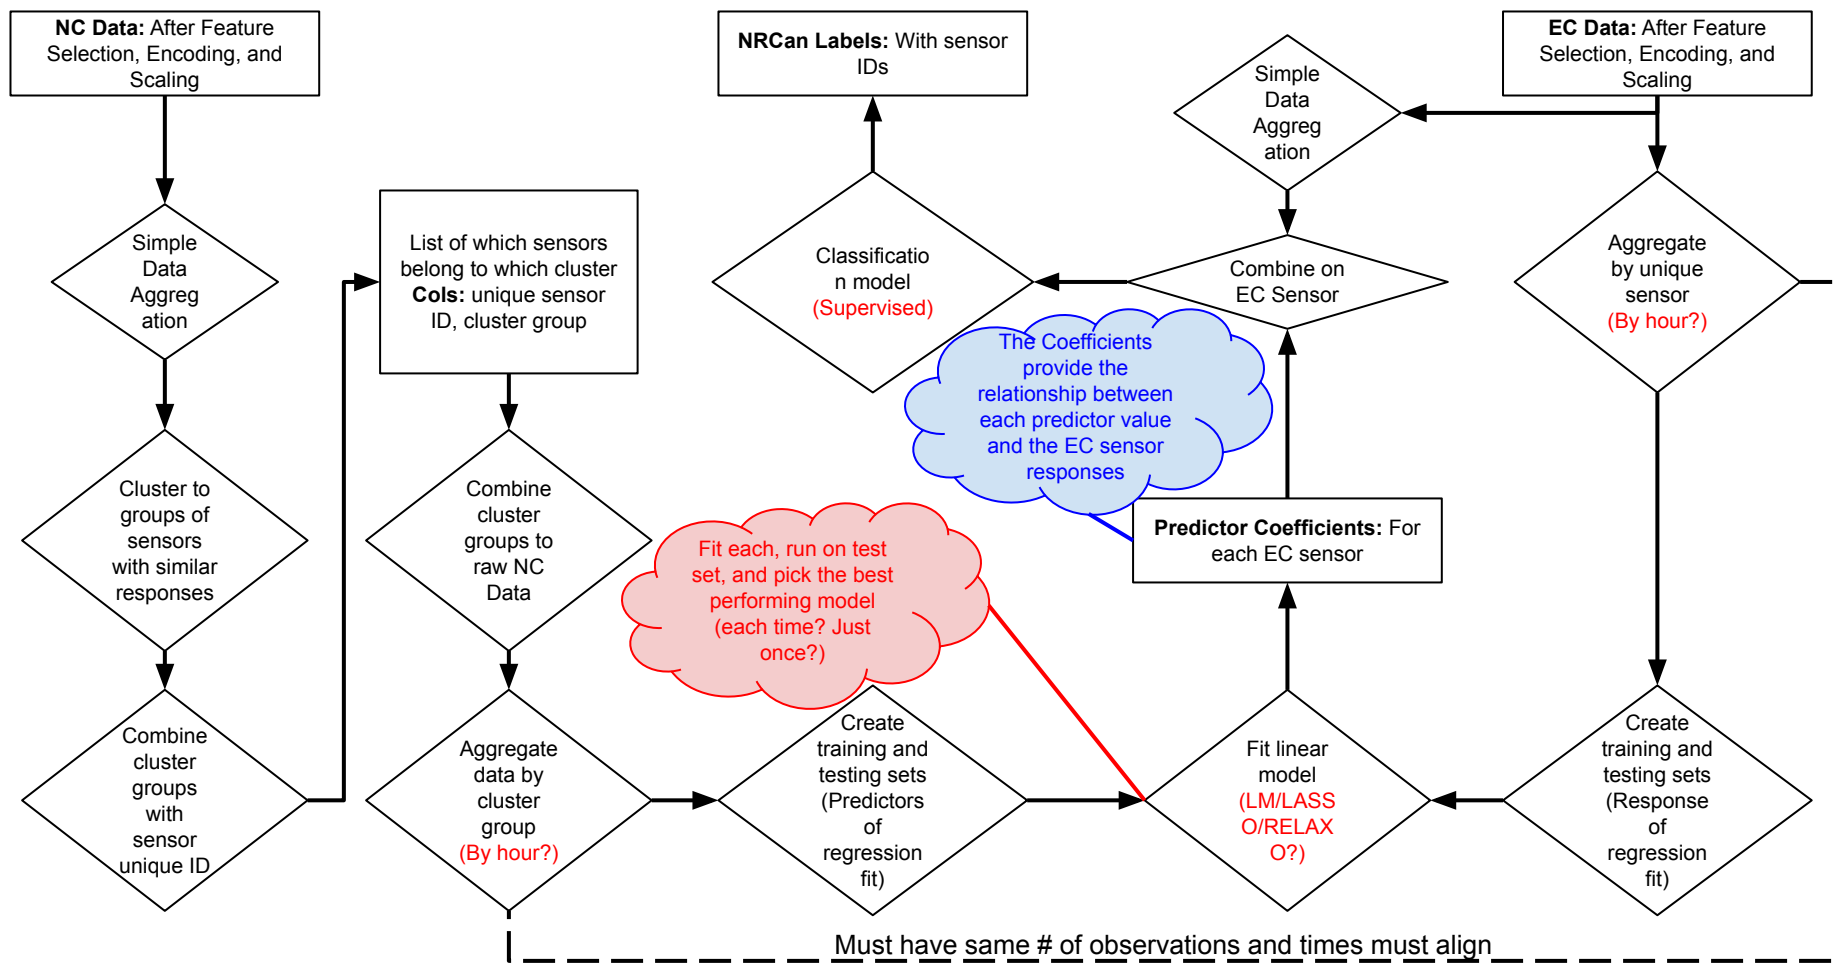 NC Data: After Feature
Selection, Encoding, and
Scaling
NRCan Labels: With sensor
IDs
EC Data: After Feature
Selection, Encoding, and
Scaling
Simple
Data
Aggreg
ation
Simple
Data
Aggreg
ation
List of which sensors
belong to which cluster
Cols: unique sensor
ID, cluster group
Classificatio
n model
(Supervised)
Combine on
EC Sensor
Aggregate
by unique
sensor
(By hour?)
The Coefficients
provide the
relationship between
each predictor value
and the EC sensor
responses
Cluster to
groups of
sensors
with similar
responses
Combine
cluster
groups to
raw NC
Data
Fit each, run on test
set, and pick the best
performing model
(each time? Just
once?)
Predictor Coefficients: For
each EC sensor
Combine
cluster
groups
with
sensor
unique ID
Aggregate
data by
cluster
group
(By hour?)
Create
training and
testing sets
(Predictors
of
regression
fit)
Fit linear
model
(LM/LASS
O/RELAX
O?)
Create
training and
testing sets
(Response
of
regression
fit)
Must have same # of observations and times must align